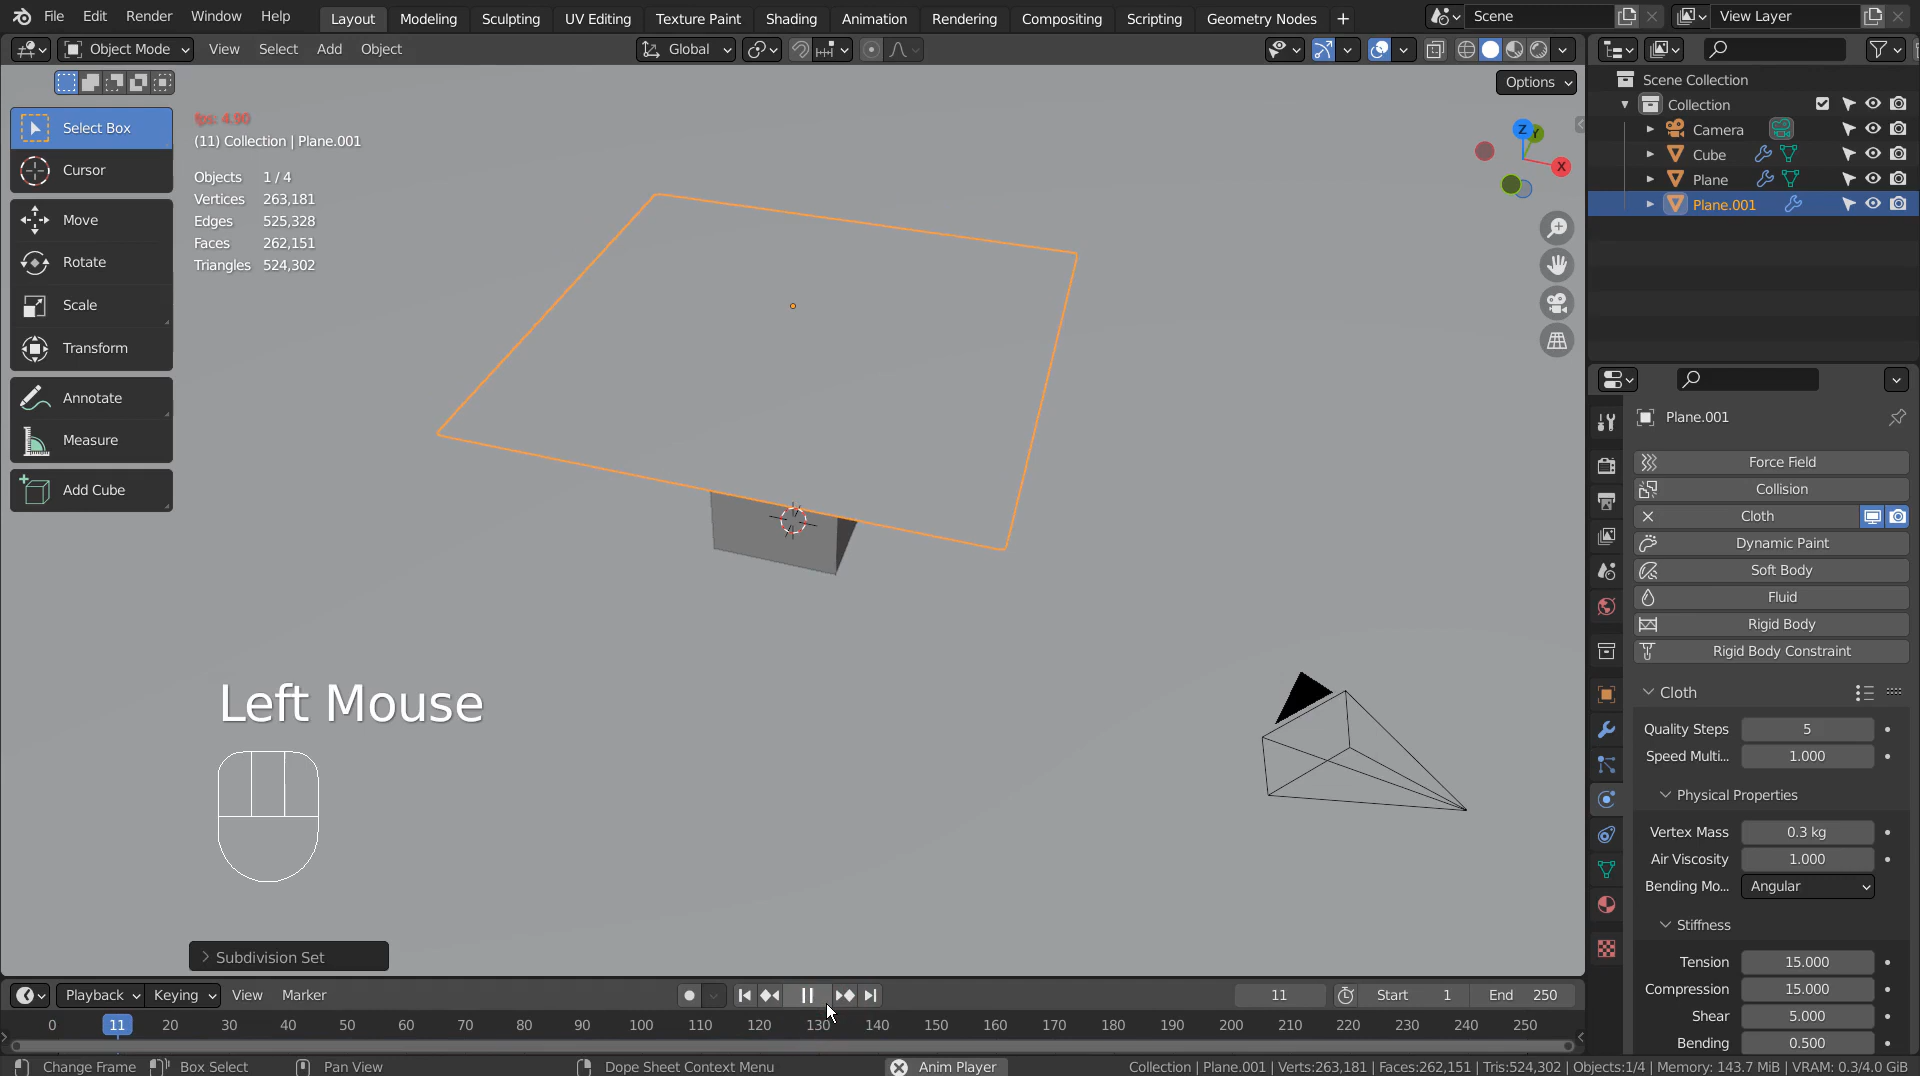 File Edit Render Window Help Layout Modeling Sculpting UV Editing Texture Paint Shading Animation Rendering Compositing Scripting Geometry Nodes + Scene View Layer
Object Mode View Select Add Object Global
Options
Select Box
Cursor
Move
Rotate
Scale
Transform
Annotate
Measure
Add Cube
fps: 4.90
(11) Collection | Plane.001
Objects 1 / 4
Vertices 263,181
Edges 525,328
Faces 262,151
Triangles 524,302
Z
Y
X
Left Mouse
Subdivision Set
Scene Collection
Collection
Camera
Cube
Plane
Plane.001
Plane.001
Force Field
Collision
Cloth
Dynamic Paint
Soft Body
Fluid
Rigid Body
Rigid Body Constraint
Cloth
Quality Steps 5
Speed Multi... 1.000
Physical Properties
Vertex Mass 0.3 kg
Air Viscosity 1.000
Bending Mo... Angular
Stiffness
Tension 15.000
Compression 15.000
Shear 5.000
Bending 0.500
Playback Keying View Marker 11 Start 1 End 250
0 11 20 30 40 50 60 70 80 90 100 110 120 130 140 150 160 170 180 190 200 210 220 230 240 250
Change Frame Box Select Pan View Dope Sheet Context Menu Anim Player Collection | Plane.001 | Verts:263,181 | Faces:262,151 | Tris:524,302 | Objects:1/4 | Memory: 143.7 MiB | VRAM: 0.3/4.0 GiB